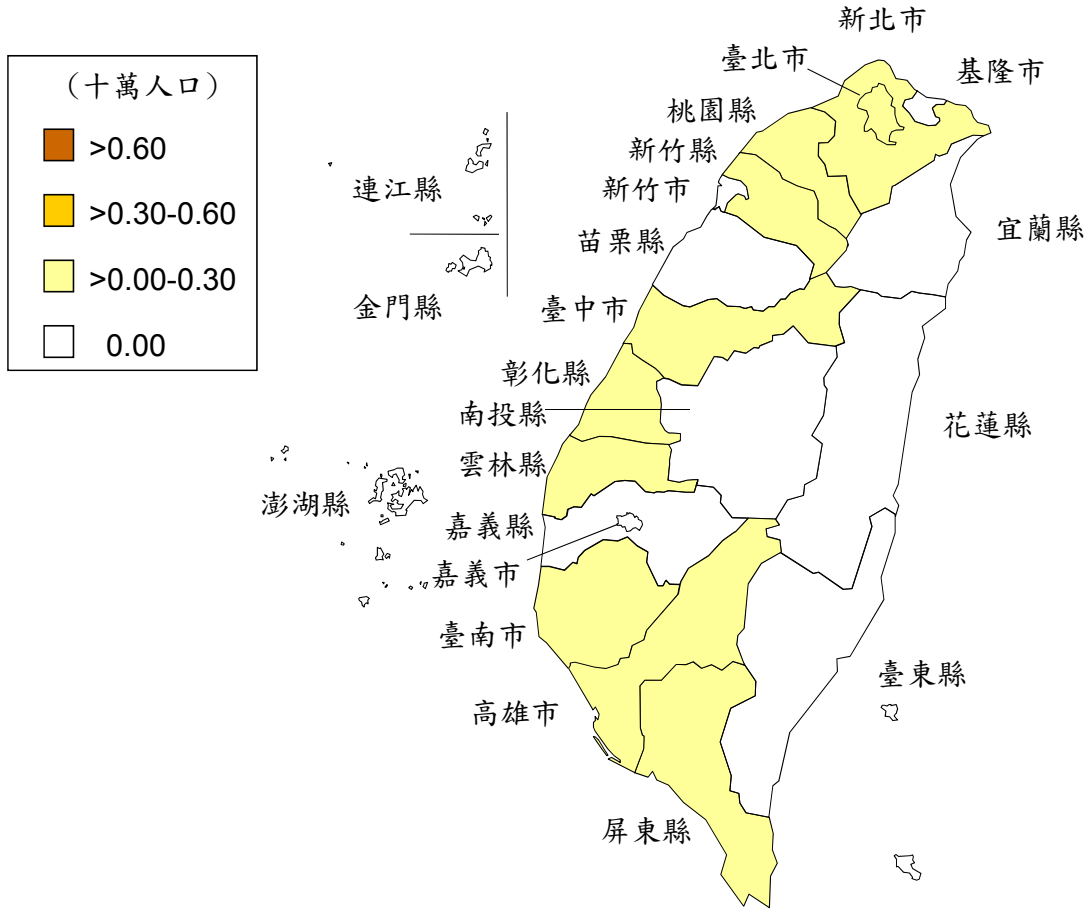 （十萬人口）
>0.60
>0.30-0.60
>0.00-0.30
0.00
新北市
臺北市
基隆市
桃園縣
新竹縣
新竹市
連江縣
苗栗縣
宜蘭縣
金門縣
臺中市
彰化縣
南投縣
花蓮縣
雲林縣
澎湖縣
嘉義縣
嘉義市
臺南市
臺東縣
高雄市
屏東縣